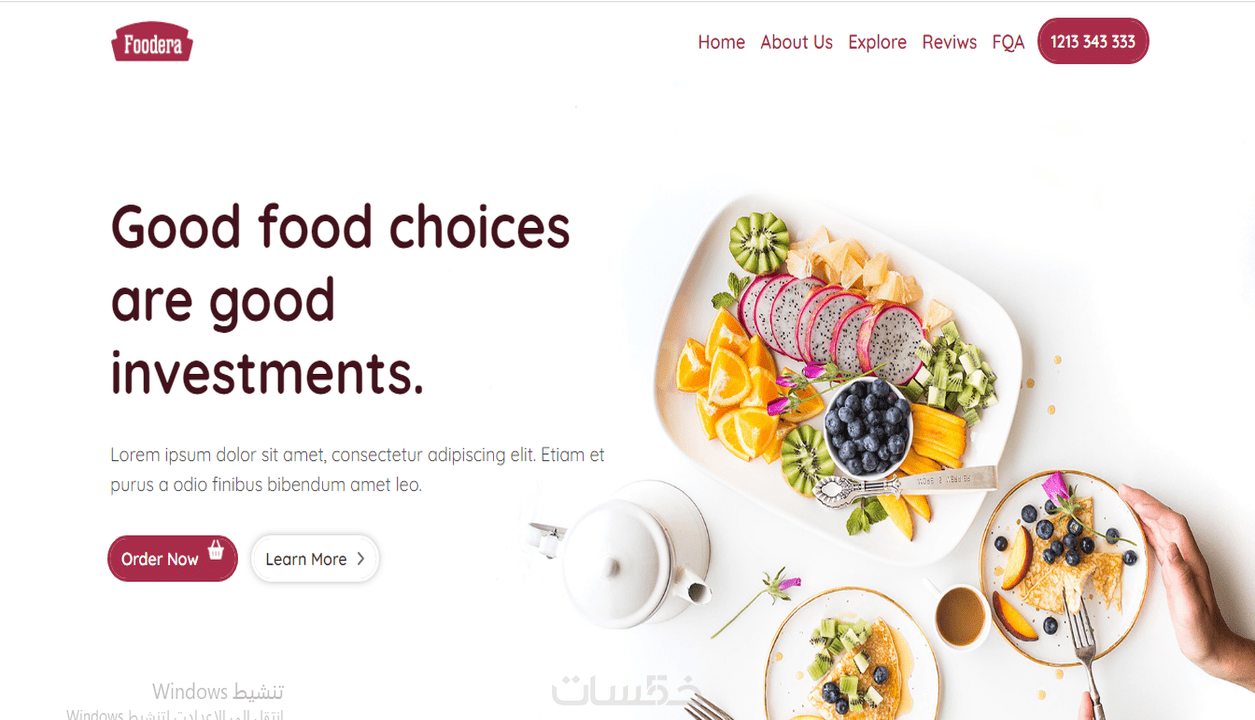 Foodera
Home About Us Explore Reviws FQA 1213 343 333
Good food choices
are good
investments.
Lorem ipsum dolor sit amet, consectetur adipiscing elit. Etiam et
purus a odio finibus bibendum amet leo.
Order Now Learn More
تنشيط Windows
انتقل إلى الإعدادات لتنشيط Windows
خمسات